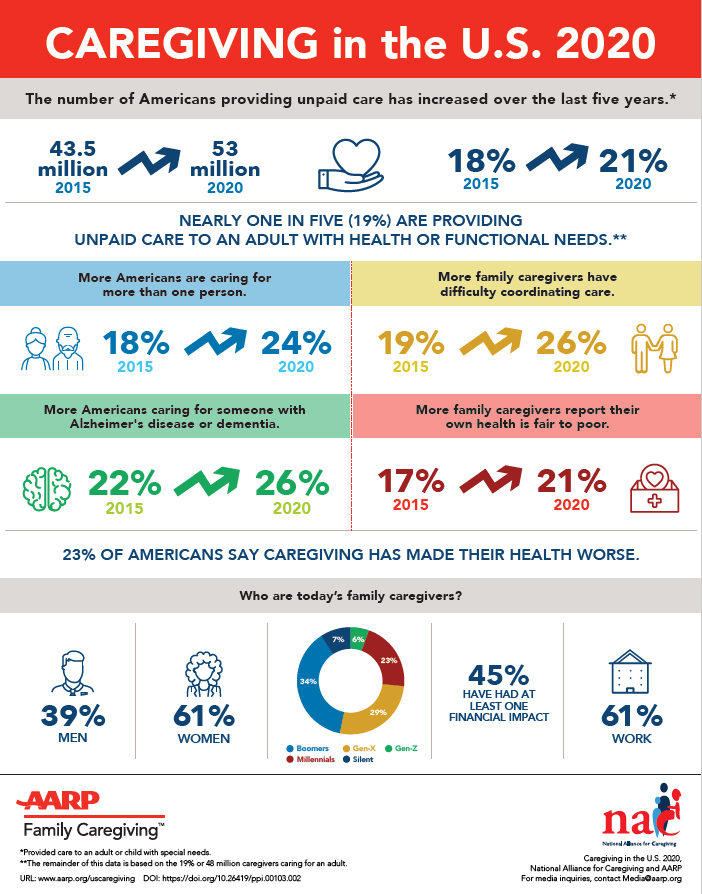 CAREGIVING in the U.S. 2020
The number of Americans providing unpaid care has increased over the last five years.*
43.5
million
2015
53
million
2020
18%
2015
21%
2020
NEARLY ONE IN FIVE (19%) ARE PROVIDING
UNPAID CARE TO AN ADULT WITH HEALTH OR FUNCTIONAL NEEDS.**
More Americans are caring for
more than one person.
18%
2015
24%
2020
More family caregivers have
difficulty coordinating care.
19%
2015
26%
2020
More Americans caring for someone with
Alzheimer's disease or dementia.
22%
2015
26%
2020
More family caregivers report their
own health is fair to poor.
17%
2015
21%
2020
23% OF AMERICANS SAY CAREGIVING HAS MADE THEIR HEALTH WORSE.
Who are today's family caregivers?
39%
MEN
61%
WOMEN
7%
6%
23%
34%
29%
Boomers Gen-X Gen-Z
Millennials Silent
45%
HAVE HAD AT
LEAST ONE
FINANCIAL IMPACT
61%
WORK
AARP
Family Caregiving™
*Provided care to an adult or child with special needs.
**The remainder of this data is based on the 19% or 48 million caregivers caring for an adult.
URL: www.aarp.org/uscaregiving DOI: https://doi.org/10.26419/ppi.00103.002
nac
National Alliance for Caregiving
Caregiving in the U.S. 2020,
National Alliance for Caregiving and AARP
For media inquiries, contact Media@aarp.org